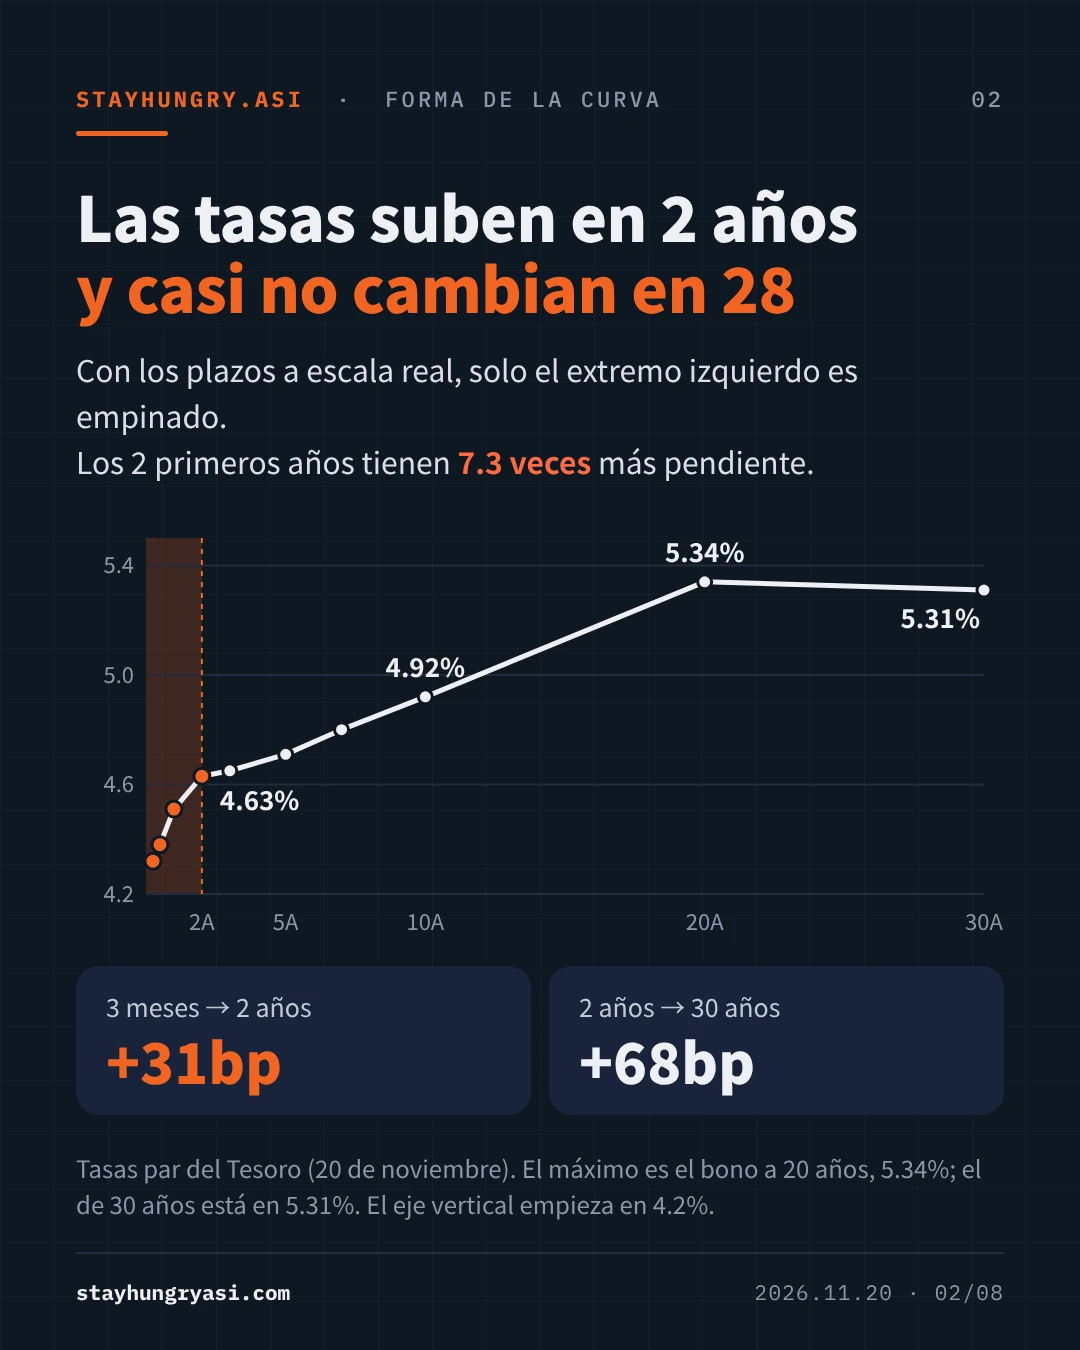 STAYHUNGRY.ASI · FORMA DE LA CURVA 02
Las tasas suben en 2 años
y casi no cambian en 28
Con los plazos a escala real, solo el extremo izquierdo es
empinado.
Los 2 primeros años tienen 7.3 veces más pendiente.
5.34%
5.4
5.31%
4.92%
5.0
4.6
4.63%
4.2
2A 5A 10A 20A 30A
3 meses → 2 años
+31bp
2 años → 30 años
+68bp
Tasas par del Tesoro (20 de noviembre). El máximo es el bono a 20 años, 5.34%; el
de 30 años está en 5.31%. El eje vertical empieza en 4.2%.
stayhungryasi.com 2026.11.20 · 02/08